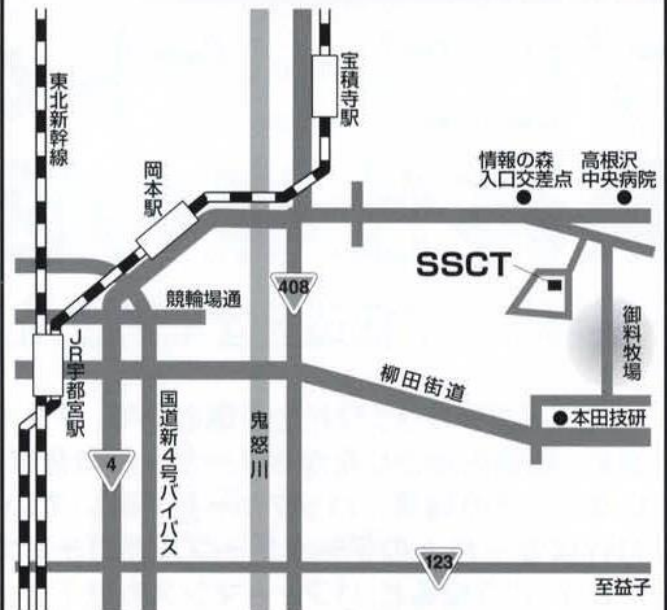 東北新幹線
宝積寺駅
岡本駅
情報の森
入口交差点
高根沢
中央病院
SSCT
408
競輪場通
御料牧場
JR宇都宮駅
柳田街道
国道新4号バイパス
鬼怒川
本田技研
4
123
至益子